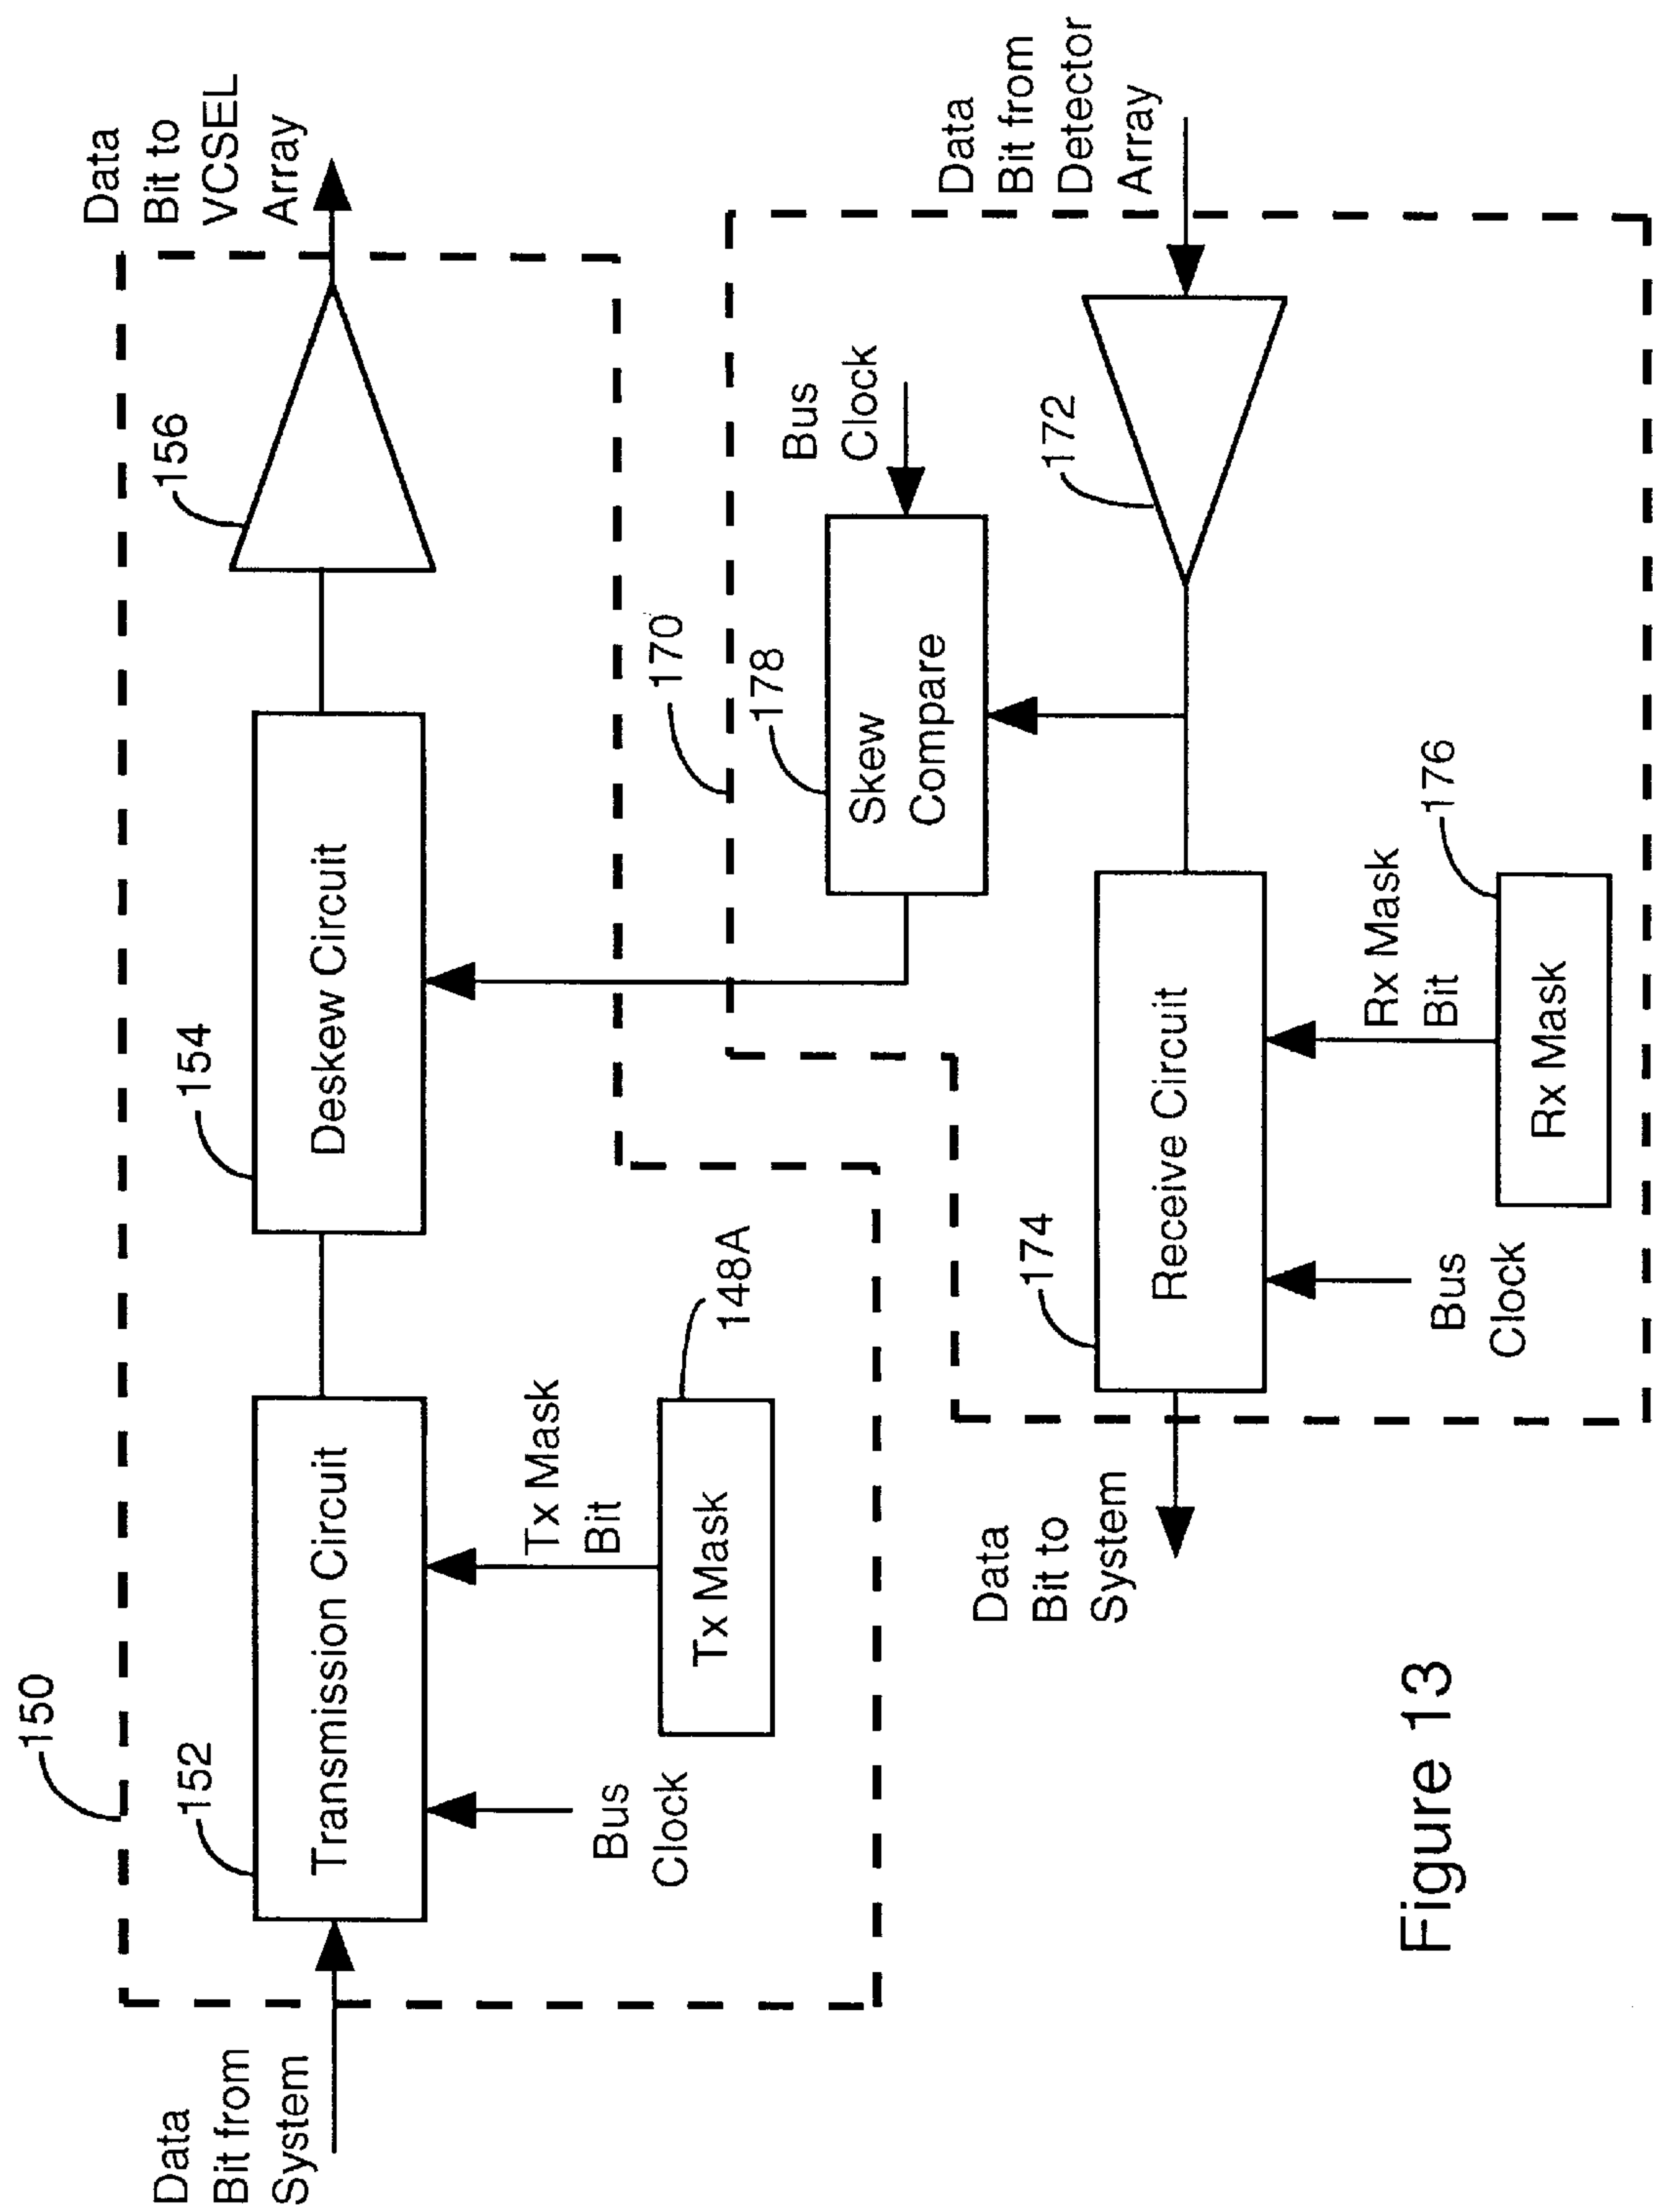 150
Data
Bit from
System
152
Transmission Circuit
Bus
Clock
Tx Mask
Bit
Tx Mask
148A
154
Deskew Circuit
156
Data
Bit to
VCSEL
Array
170
178
Skew
Compare
Bus
Clock
172
Data
Bit from
Detector
Array
174
Receive Circuit
Data
Bit to
System
Bus
Clock
Rx Mask
Bit
176
Rx Mask
Figure 13